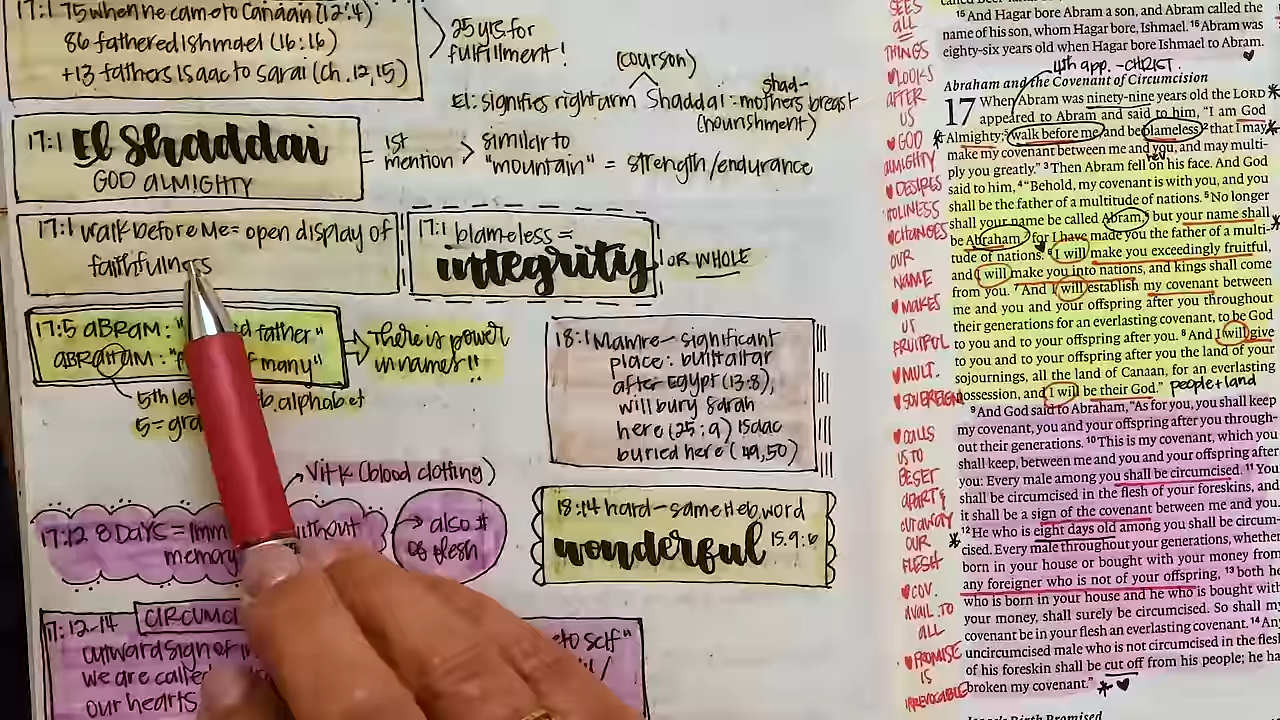 17:1 75 when he came to Canaan (12:4)
86 fathered Ishmael (16:16)
+13 fathers Isaac to Sarai (Ch. 12,15)
25 yrs. for
fulfillment!
(courson)
shad-
El: signifies right arm Shaddai: mothers breast
(nourishment)
17:1 El Shaddai
GOD ALMIGHTY
= 1st
mention > similar to
"mountain" = strength/endurance
17:1 walk before Me = open display of
faithfulness
17:1 blameless =
integrity
OR WHOLE
17:5 ABRAM: " father"
ABRAHAM: " of many"
There is power
in names!!
5th alphabet
5=
18:1 Mamre - significant
place: built altar
after Egypt (13:8),
will bury Sarah
here (25:9) Isaac
buried here (49,50)
Vit K (blood clotting)
17:12 8 DAYS = without
memory
also #
of flesh
18:14 hard - same Heb. word
wonderful IS. 9:6
17:12-14
outward sign of
we are called
our hearts
to self"
SEES
ALL
THINGS
LOOKS
AFTER
US
GOD
ALMIGHTY
DESIRES
HOLINESS
CHANGES
OUR
NAME
MAKES
US
FRUITFUL
MULT.
SOVEREIGN
CALLS
US TO
BESET
APART &
CUT AWAY
OUR
FLESH
COV.
AVAIL TO
ALL
PROMISE
IS
IRREVOCABLE
15 And Hagar bore Abram a son, and Abram called the
name of his son, whom Hagar bore, Ishmael. 16 Abram was
eighty-six years old when Hagar bore Ishmael to Abram.
4th app. - CHRIST.
Abraham and the Covenant of Circumcision
17 When Abram was ninety-nine years old the LORD
appeared to Abram and said to him, "I am God
Almighty; walk before me, and be blameless, 2 that I may
make my covenant between me and you, and may multi-
ply you greatly." 3 Then Abram fell on his face. And God
said to him, 4 "Behold, my covenant is with you, and you
shall be the father of a multitude of nations. 5 No longer
shall your name be called Abram, but your name shall
be Abraham, for I have made you the father of a multi-
tude of nations. 6 I will make you exceedingly fruitful,
and I will make you into nations, and kings shall come
from you. 7 And I will establish my covenant between
me and you and your offspring after you throughout
their generations for an everlasting covenant, to be God
to you and to your offspring after you. 8 And I will give
to you and to your offspring after you the land of your
sojournings, all the land of Canaan, for an everlasting
possession, and I will be their God." people + land
9 And God said to Abraham, "As for you, you shall keep
my covenant, you and your offspring after you through-
out their generations. 10 This is my covenant, which you
shall keep, between me and you and your offspring after
you: Every male among you shall be circumcised. 11 You
shall be circumcised in the flesh of your foreskins, and
it shall be a sign of the covenant between me and you.
12 He who is eight days old among you shall be circum-
cised. Every male throughout your generations, whether
born in your house or bought with your money from
any foreigner who is not of your offspring, 13 both he
who is born in your house and he who is bought with
your money, shall surely be circumcised. So shall my
covenant be in your flesh an everlasting covenant. 14 Any
uncircumcised male who is not circumcised in the flesh
of his foreskin shall be cut off from his people; he has
broken my covenant."
Isaac's Birth Promised